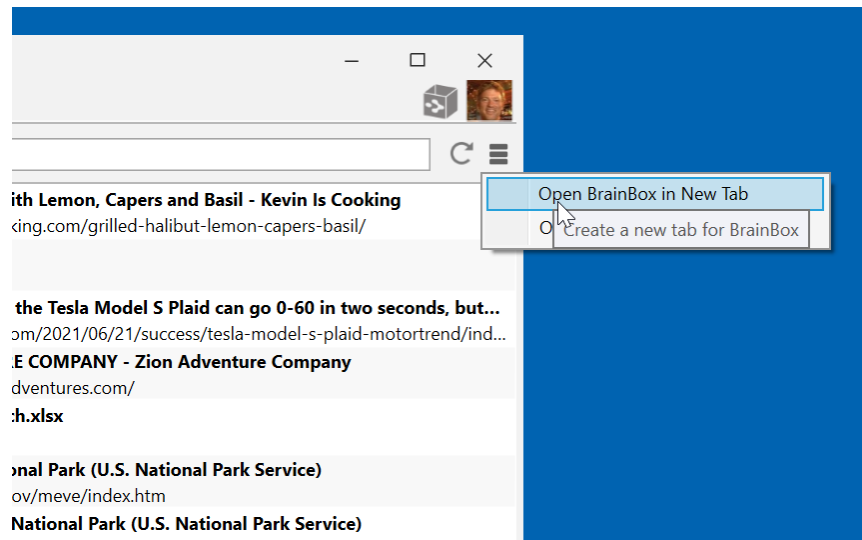 Open BrainBox in New Tab
O
Create a new tab for BrainBox
ith Lemon, Capers and Basil - Kevin Is Cooking
king.com/grilled-halibut-lemon-capers-basil/
the Tesla Model S Plaid can go 0-60 in two seconds, but...
om/2021/06/21/success/tesla-model-s-plaid-motortrend/ind...
E COMPANY - Zion Adventure Company
dventures.com/
ch.xlsx
onal Park (U.S. National Park Service)
ov/meve/index.htm
National Park (U.S. National Park Service)